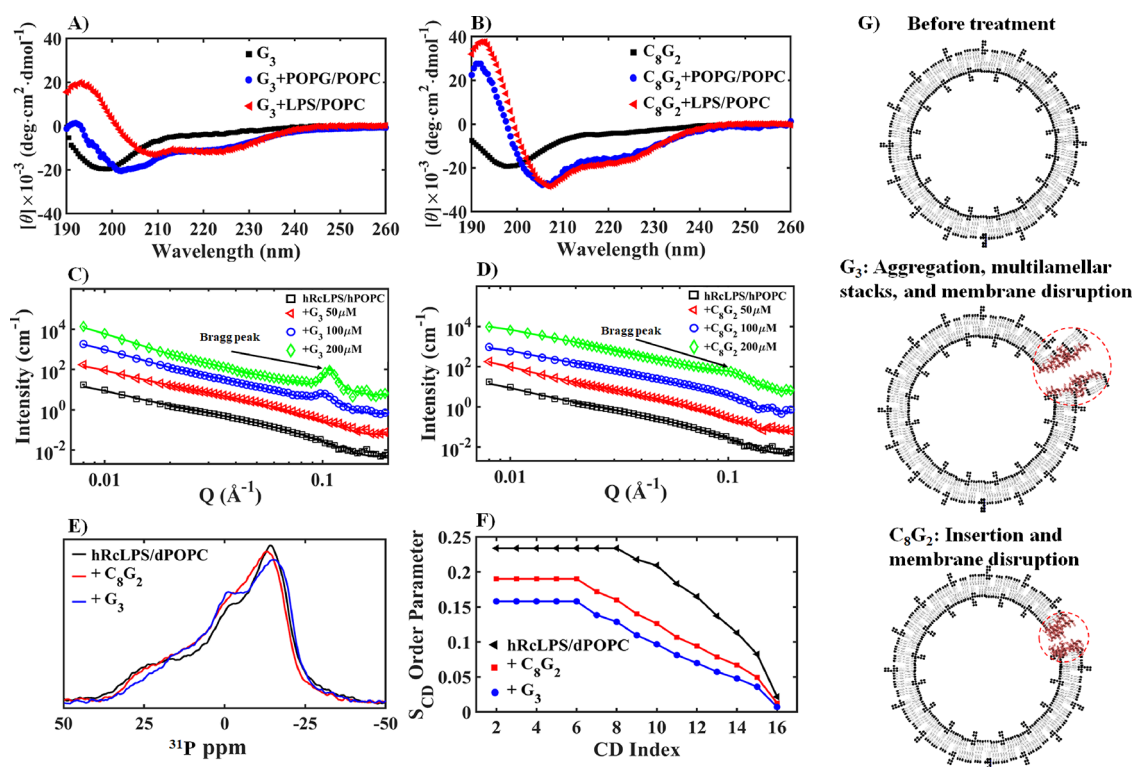 A)
G₃
G₃+POPG/POPC
G₃+LPS/POPC
[θ]×10⁻³ (deg·cm²·dmol⁻¹)
40
20
0
-20
-40
190 200 210 220 230 240 250 260
Wavelength (nm)
B)
C₈G₂
C₈G₂+POPG/POPC
C₈G₂+LPS/POPC
[θ]×10⁻³ (deg·cm²·dmol⁻¹)
40
20
0
-20
-40
190 200 210 220 230 240 250 260
Wavelength (nm)
C)
hRcLPS/hPOPC
+G₃ 50μM
+G₃ 100μM
+G₃ 200μM
Bragg peak
Intensity (cm⁻¹)
10⁴
10²
10⁰
10⁻²
0.01 0.1
Q (Å⁻¹)
D)
hRcLPS/hPOPC
+C₈G₂ 50μM
+C₈G₂ 100μM
+C₈G₂ 200μM
Bragg peak
Intensity (cm⁻¹)
10⁴
10²
10⁰
10⁻²
0.01 0.1
Q (Å⁻¹)
E)
hRcLPS/dPOPC
+ C₈G₂
+ G₃
50 25 0 -25 -50
³¹P ppm
F)
S_CD Order Parameter
0.25
0.2
0.15
0.1
0.05
0
hRcLPS/dPOPC
+ C₈G₂
+ G₃
2 4 6 8 10 12 14 16
CD Index
G)
Before treatment
G₃: Aggregation, multilamellar
stacks, and membrane disruption
C₈G₂: Insertion and
membrane disruption